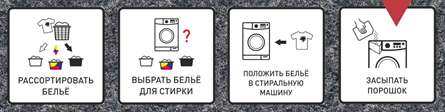 ?
РАССОРТИРОВАТЬ
БЕЛЬЁ
ВЫБРАТЬ БЕЛЬЁ
ДЛЯ СТИРКИ
ПОЛОЖИТЬ БЕЛЬЁ
В СТИРАЛЬНУЮ
МАШИНУ
ЗАСЫПАТЬ
ПОРОШОК